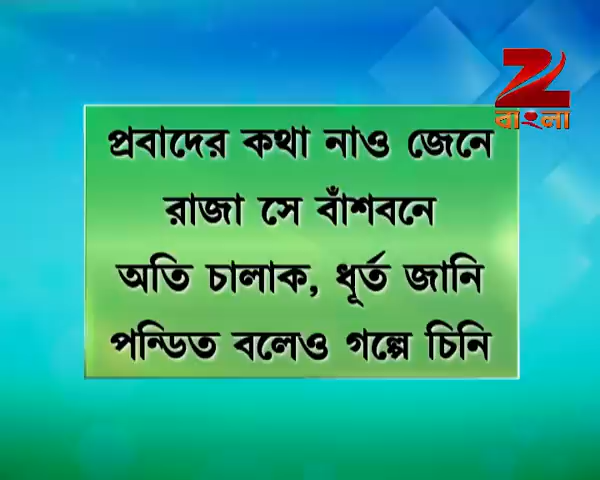 Z
বাংলা
প্রবাদের কথা নাও জেনে
রাজা সে বাঁশবনে
অতি চালাক, ধূর্ত জানি
পন্ডিত বলেও গল্পে চিনি